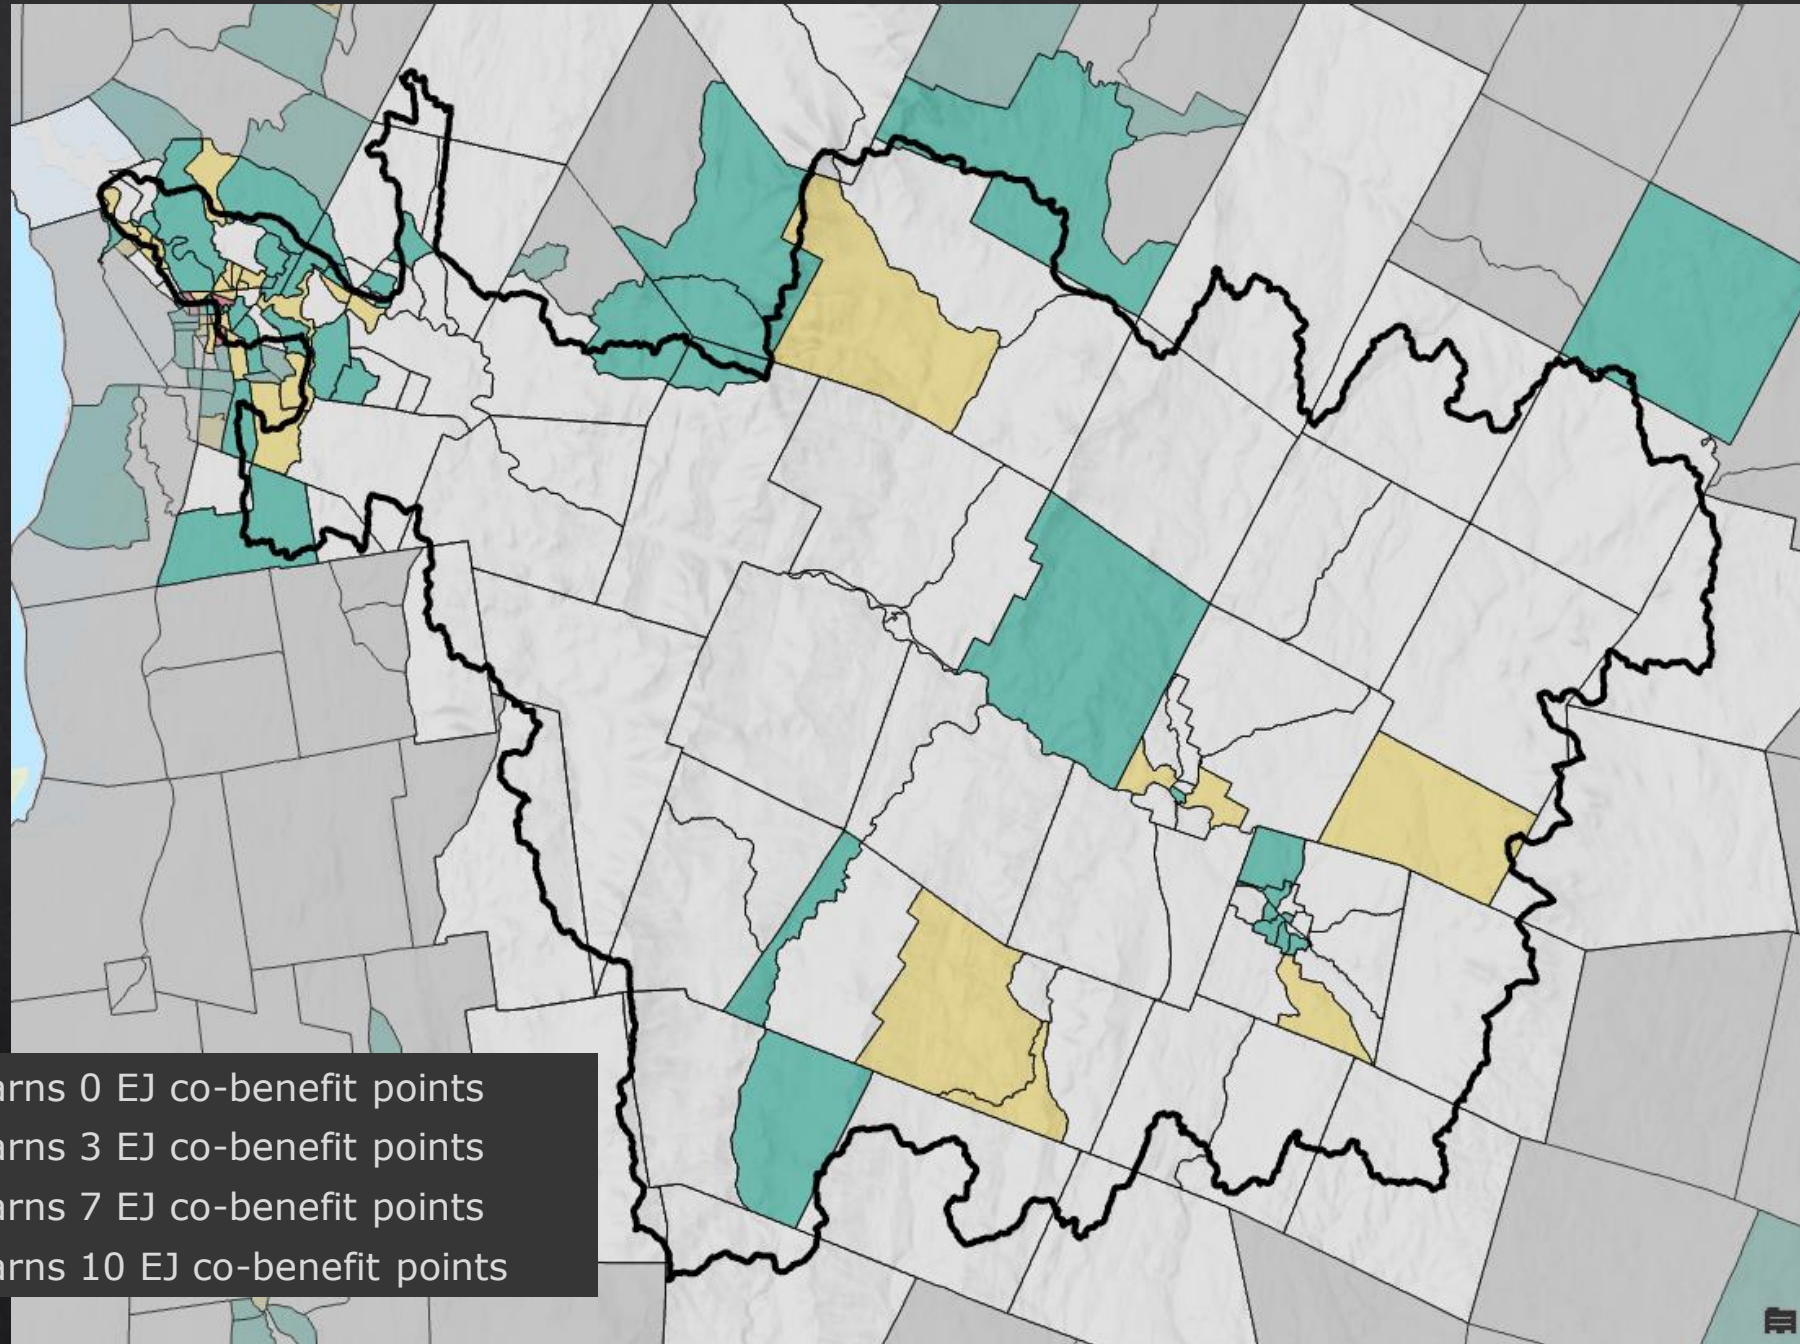 arns 0 EJ co-benefit points
arns 3 EJ co-benefit points
arns 7 EJ co-benefit points
arns 10 EJ co-benefit points